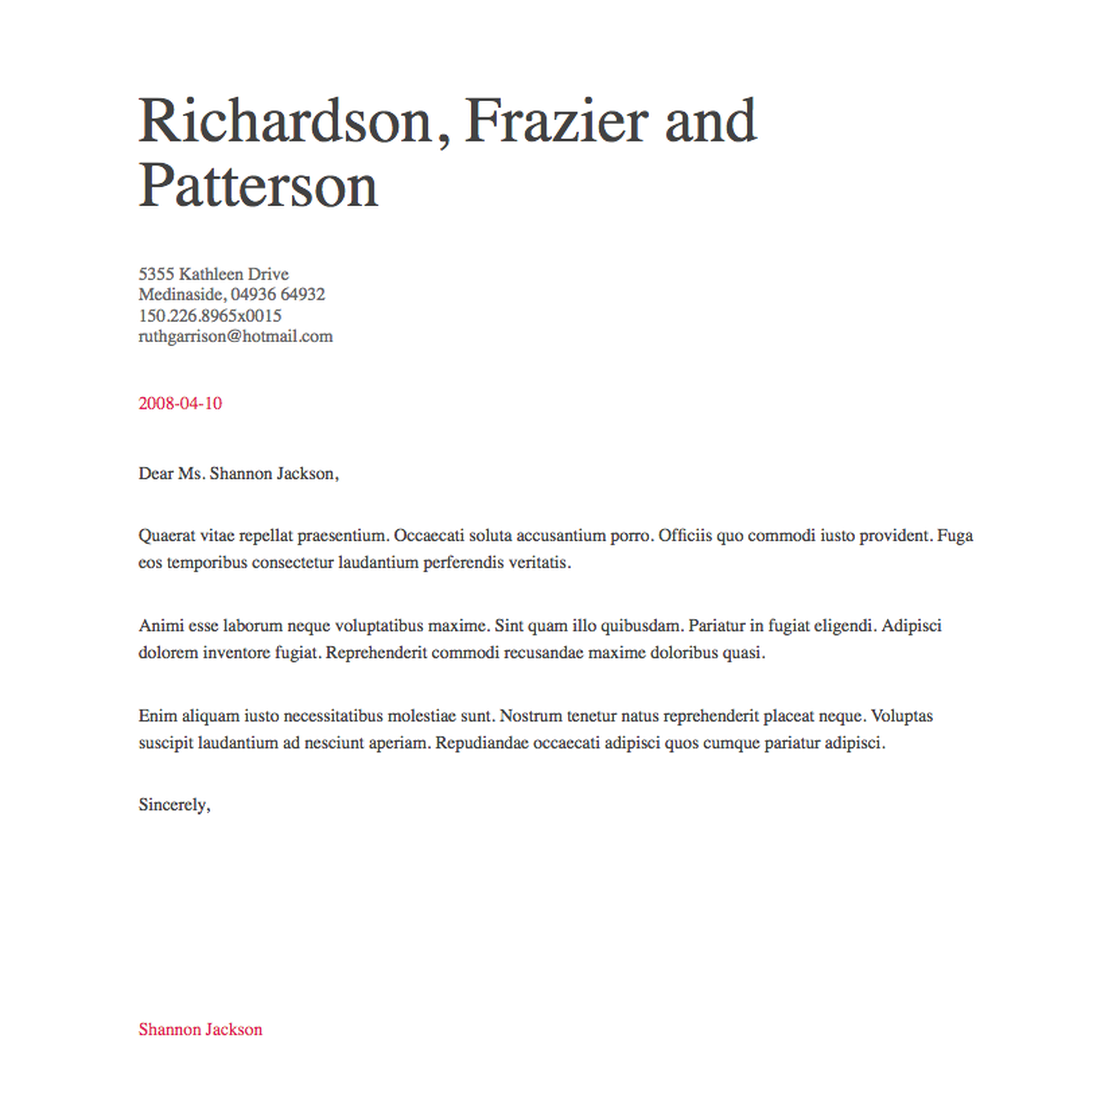 Richardson, Frazier and
Patterson
5355 Kathleen Drive
Medinaside, 04936 64932
150.226.8965x0015
ruthgarrison@hotmail.com
2008-04-10
Dear Ms. Shannon Jackson,
Quaerat vitae repellat praesentium. Occaecati soluta accusantium porro. Officiis quo commodi iusto provident. Fuga
eos temporibus consectetur laudantium perferendis veritatis.
Animi esse laborum neque voluptatibus maxime. Sint quam illo quibusdam. Pariatur in fugiat eligendi. Adipisci
dolorem inventore fugiat. Reprehenderit commodi recusandae maxime doloribus quasi.
Enim aliquam iusto necessitatibus molestiae sunt. Nostrum tenetur natus reprehenderit placeat neque. Voluptas
suscipit laudantium ad nesciunt aperiam. Repudiandae occaecati adipisci quos cumque pariatur adipisci.
Sincerely,
Shannon Jackson